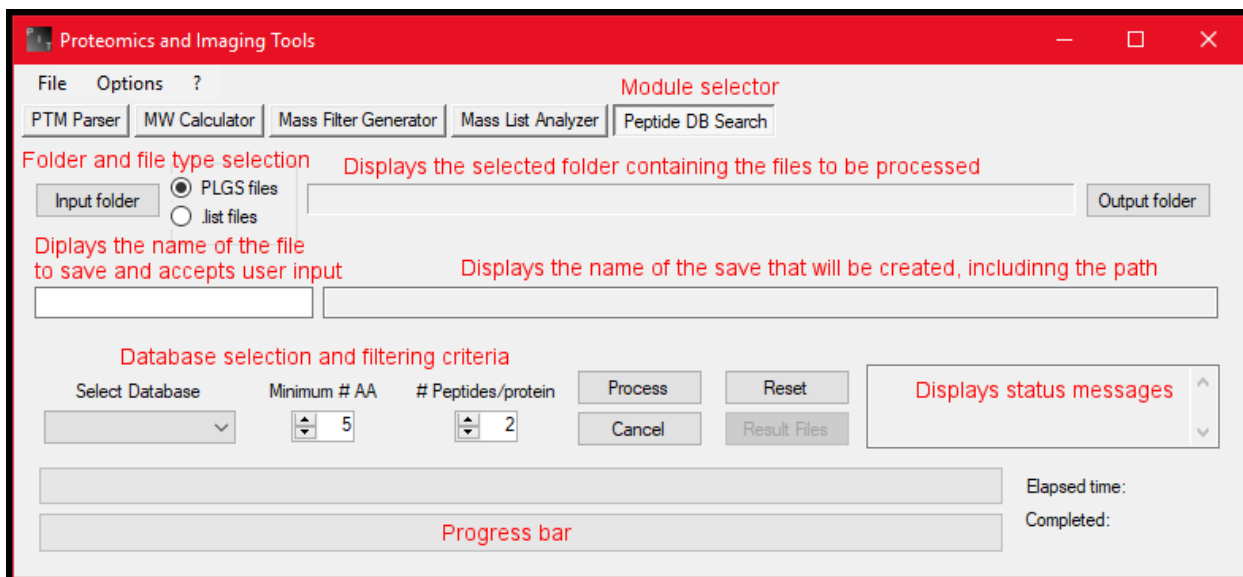 P I T
Proteomics and Imaging Tools
File Options ?
Module selector
PTM Parser MW Calculator Mass Filter Generator Mass List Analyzer Peptide DB Search
Folder and file type selection
Displays the selected folder containing the files to be processed
Input folder
PLGS files
.list files
Output folder
Diplays the name of the file
to save and accepts user input
Displays the name of the save that will be created, includinng the path
Database selection and filtering criteria
Select Database Minimum # AA # Peptides/protein
5 2
Process Reset
Cancel Result Files
Displays status messages
Elapsed time:
Completed:
Progress bar